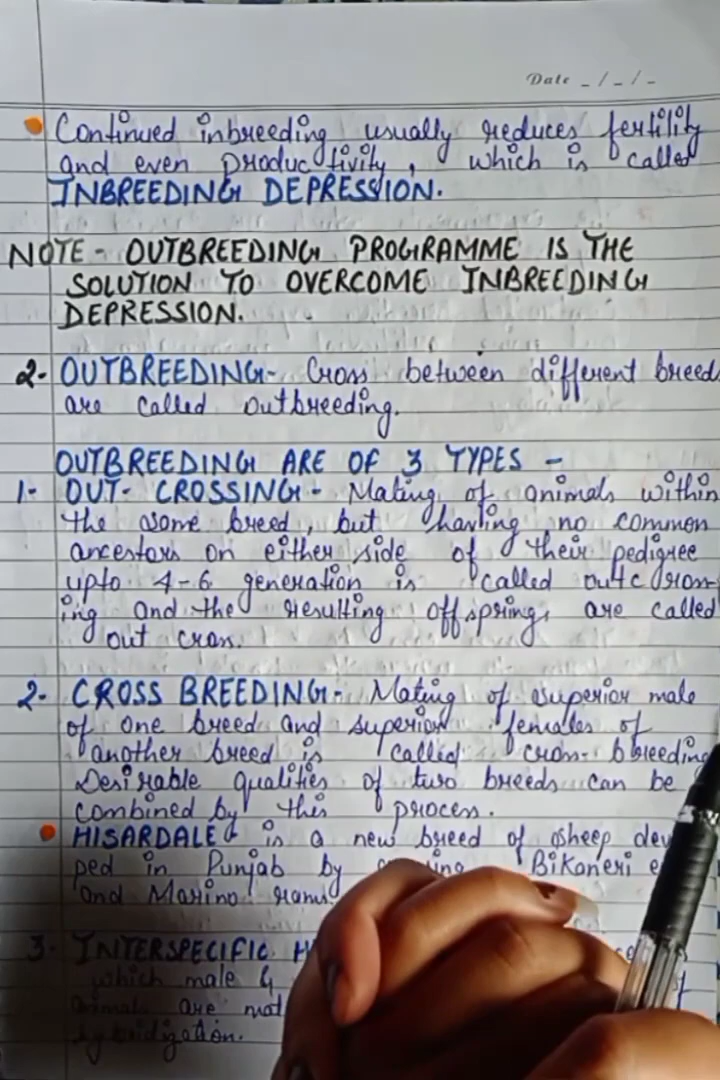 Date _/_/_
Continued inbreeding usually reduces fertility
and even productivity, which is called
INBREEDING DEPRESSION.
NOTE - OUTBREEDING PROGRAMME IS THE
SOLUTION TO OVERCOME INBREEDING
DEPRESSION.
2- OUTBREEDING- Cross between different breed
are called outbreeding.
OUTBREEDING ARE OF 3 TYPES -
1- OUT-CROSSING- Mating of animals within
the same breed, but having no common
ancestors on either side of their pedigree
upto 4-6 generation is called outcross-
ing and the resulting offspring, are called
out cross.
2- CROSS BREEDING- Mating of superior male
of one breed and superior females of
another breed is called cross-breeding
Desirable qualities of two breeds can be
combined by this process.
HISARDALE is a new breed of sheep
ped in Punjab by Bikaneri
and Marino rams
3- INTERSPECIFIC
which male &
animals are
hybridization.